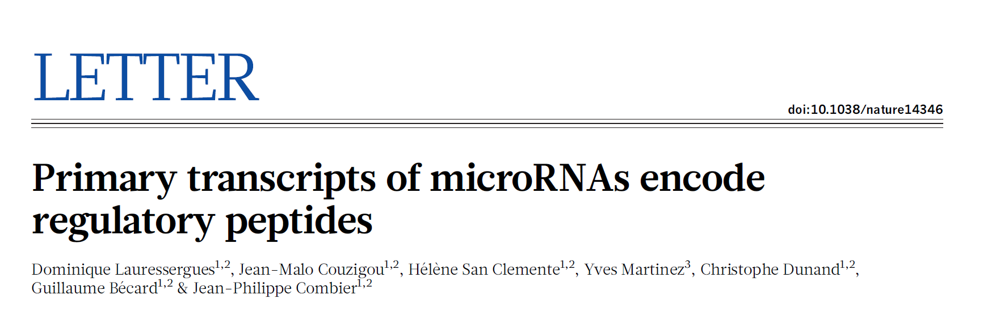 LETTER
doi:10.1038/nature14346
Primary transcripts of microRNAs encode
regulatory peptides
Dominique Lauressergues1,2, Jean-Malo Couzigou1,2, Hélène San Clemente1,2, Yves Martinez3, Christophe Dunand1,2,
Guillaume Bécard1,2 & Jean-Philippe Combier1,2